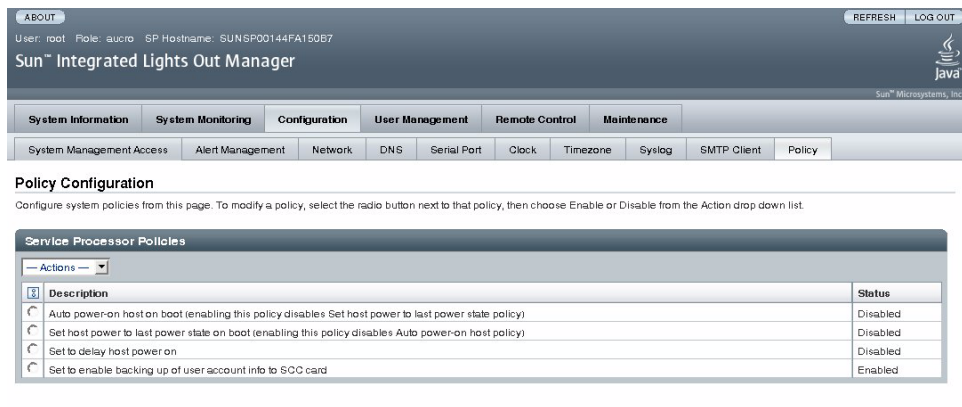 ABOUT
REFRESH LOG OUT
User: root Role: aucro SP Hostname: SUNSP00144FA150B7
Sun™ Integrated Lights Out Manager
Java
Sun™ Microsystems, Inc
System Information System Monitoring Configuration User Management Remote Control Maintenance
System Management Access Alert Management Network DNS Serial Port Clock Timezone Syslog SMTP Client Policy
Policy Configuration
Configure system policies from this page. To modify a policy, select the radio button next to that policy, then choose Enable or Disable from the Action drop down list.
Service Processor Policies
— Actions —
Description Status
Auto power-on host on boot (enabling this policy disables Set host power to last power state policy) Disabled
Set host power to last power state on boot (enabling this policy disables Auto power-on host policy) Disabled
Set to delay host power on Disabled
Set to enable backing up of user account info to SCC card Enabled